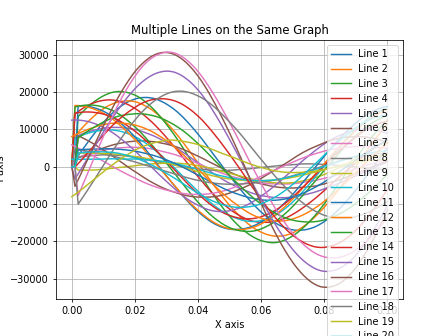 Multiple Lines on the Same Graph
30000
20000
10000
0
−10000
−20000
−30000
0.00
0.02
0.04
0.06
0.08
X axis
Line 1
Line 2
Line 3
Line 4
Line 5
Line 6
Line 7
Line 8
Line 9
Line 10
Line 11
Line 12
Line 13
Line 14
Line 15
Line 16
Line 17
Line 18
Line 19
Line 20